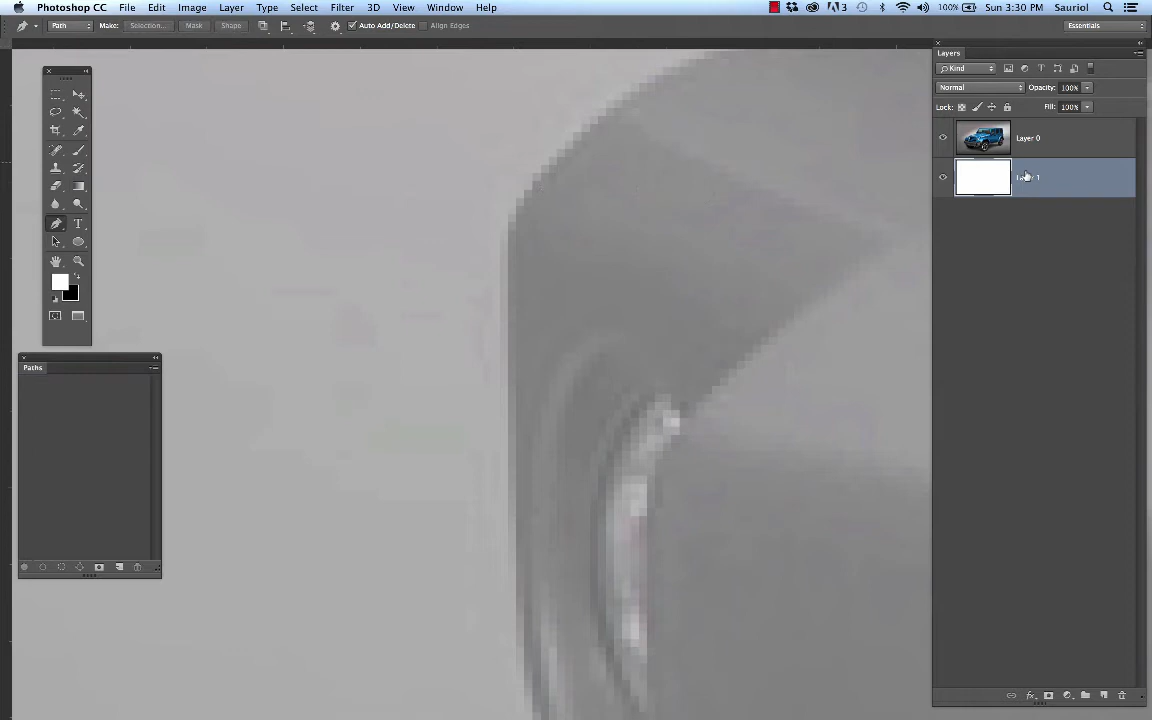 Photoshop CC File Edit Image Layer Type Select Filter 3D View Window Help 3 100% Sun 3:30 PM Sauriol
Path Make: Selection... Mask Shape Auto Add/Delete Align Edges Essentials
Layers
Kind
Normal Opacity: 100%
Lock: Fill: 100%
Layer 0
Paths